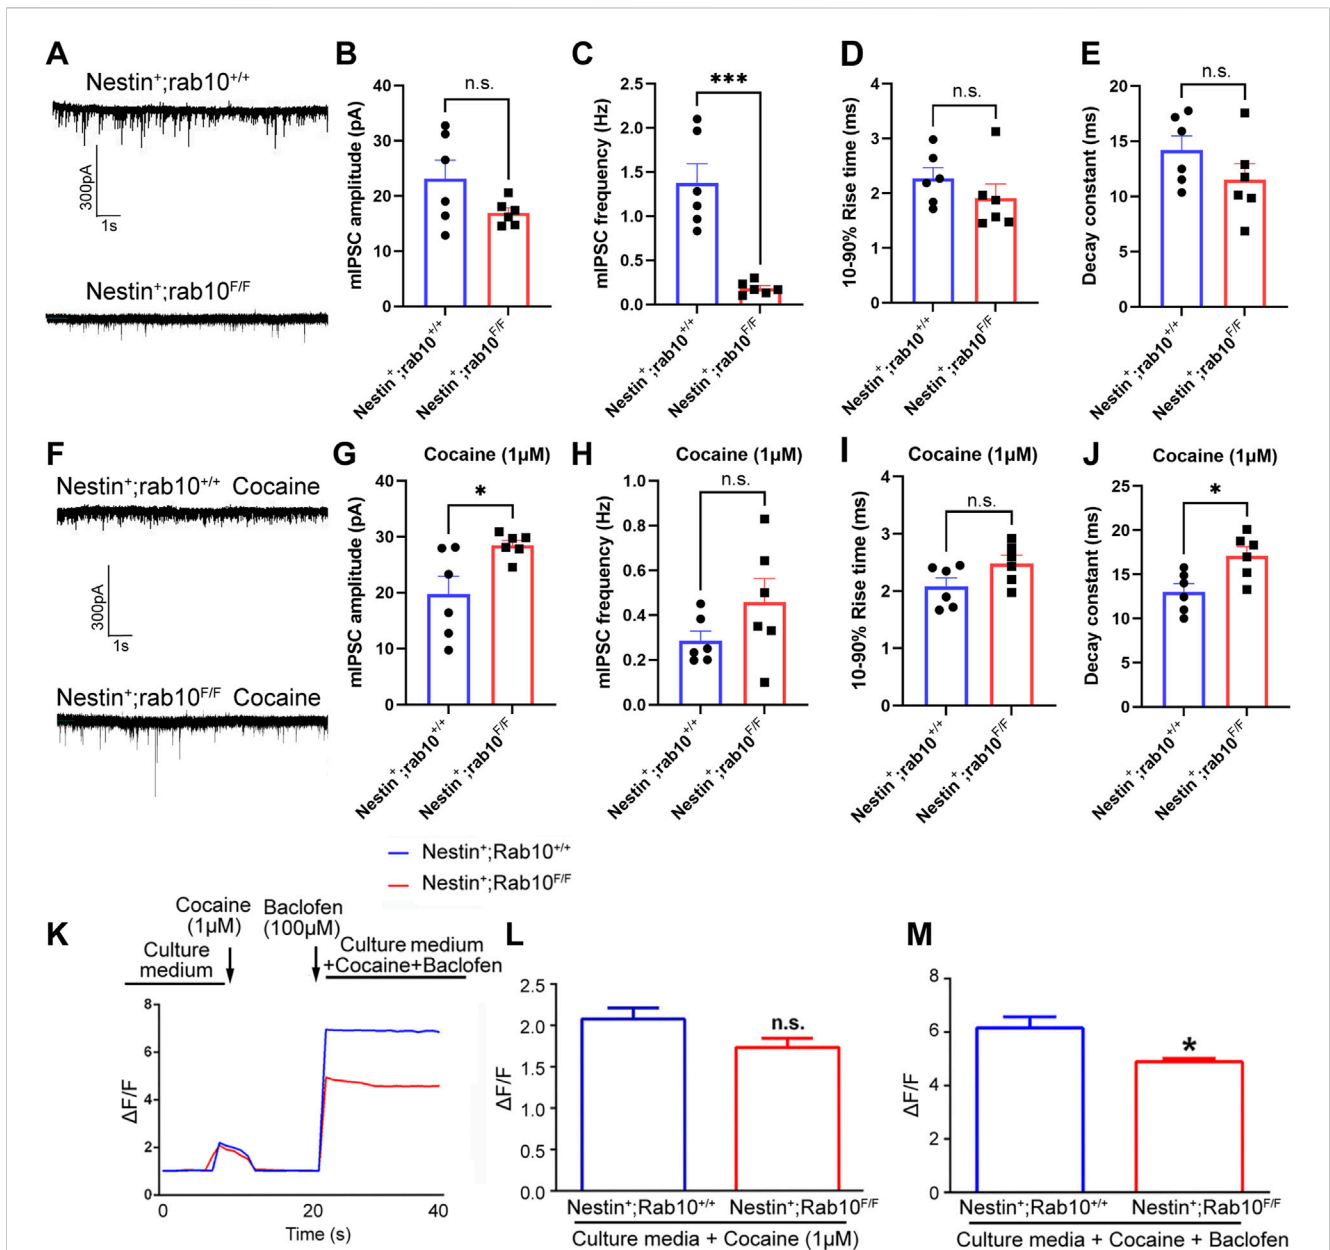 A
Nestin⁺;rab10⁺/⁺
300pA
1s
Nestin⁺;rab10F/F
B
n.s.
mIPSC amplitude (pA)
40
30
20
10
0
Nestin⁺;rab10⁺/⁺
Nestin⁺;rab10F/F
C
***
mIPSC frequency (Hz)
2.5
2.0
1.5
1.0
0.5
0.0
Nestin⁺;rab10⁺/⁺
Nestin⁺;rab10F/F
D
n.s.
10-90% Rise time (ms)
4
3
2
1
0
Nestin⁺;rab10⁺/⁺
Nestin⁺;rab10F/F
E
n.s.
Decay constant (ms)
20
15
10
5
0
Nestin⁺;rab10⁺/⁺
Nestin⁺;rab10F/F
F
Nestin⁺;rab10⁺/⁺ Cocaine
300pA
1s
Nestin⁺;rab10F/F Cocaine
G
Cocaine (1µM)
*
mIPSC amplitude (pA)
40
30
20
10
0
Nestin⁺;rab10⁺/⁺
Nestin⁺;rab10F/F
H
Cocaine (1µM)
n.s.
mIPSC frequency (Hz)
1.0
0.8
0.6
0.4
0.2
0.0
Nestin⁺;rab10⁺/⁺
Nestin⁺;rab10F/F
I
Cocaine (1µM)
n.s.
10-90% Rise time (ms)
4
3
2
1
0
Nestin⁺;rab10⁺/⁺
Nestin⁺;rab10F/F
J
Cocaine (1µM)
*
Decay constant (ms)
25
20
15
10
5
0
Nestin⁺;rab10⁺/⁺
Nestin⁺;rab10F/F
Nestin⁺;Rab10⁺/⁺
Nestin⁺;Rab10F/F
K
Cocaine
(1µM)
Baclofen
(100µM)
Culture
medium
Culture medium
+Cocaine+Baclofen
ΔF/F
8
6
4
2
0
0
20
40
Time (s)
L
ΔF/F
2.5
2.0
1.5
1.0
0.5
0.0
n.s.
Nestin⁺;Rab10⁺/⁺
Nestin⁺;Rab10F/F
Culture media + Cocaine (1µM)
M
ΔF/F
8
6
4
2
0
*
Nestin⁺;Rab10⁺/⁺
Nestin⁺;Rab10F/F
Culture media + Cocaine + Baclofen